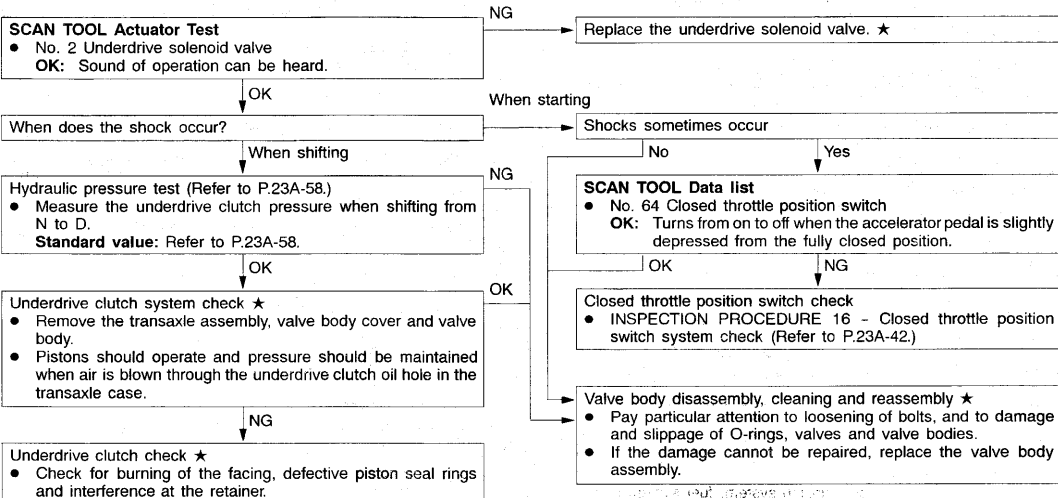 SCAN TOOL Actuator Test
● No. 2 Underdrive solenoid valve
OK: Sound of operation can be heard.
NG
Replace the underdrive solenoid valve. ★
OK
When does the shock occur?
When starting
Shocks sometimes occur
When shifting
No
Yes
Hydraulic pressure test (Refer to P.23A-58.)
● Measure the underdrive clutch pressure when shifting from
N to D.
Standard value: Refer to P.23A-58.
NG
SCAN TOOL Data list
● No. 64 Closed throttle position switch
OK: Turns from on to off when the accelerator pedal is slightly
depressed from the fully closed position.
OK
OK
NG
Underdrive clutch system check ★
● Remove the transaxle assembly, valve body cover and valve
body.
● Pistons should operate and pressure should be maintained
when air is blown through the underdrive clutch oil hole in the
transaxle case.
OK
Closed throttle position switch check
● INSPECTION PROCEDURE 16 - Closed throttle position
switch system check (Refer to P.23A-42.)
NG
Valve body disassembly, cleaning and reassembly ★
● Pay particular attention to loosening of bolts, and to damage
and slippage of O-rings, valves and valve bodies.
● If the damage cannot be repaired, replace the valve body
assembly.
Underdrive clutch check ★
● Check for burning of the facing, defective piston seal rings
and interference at the retainer.